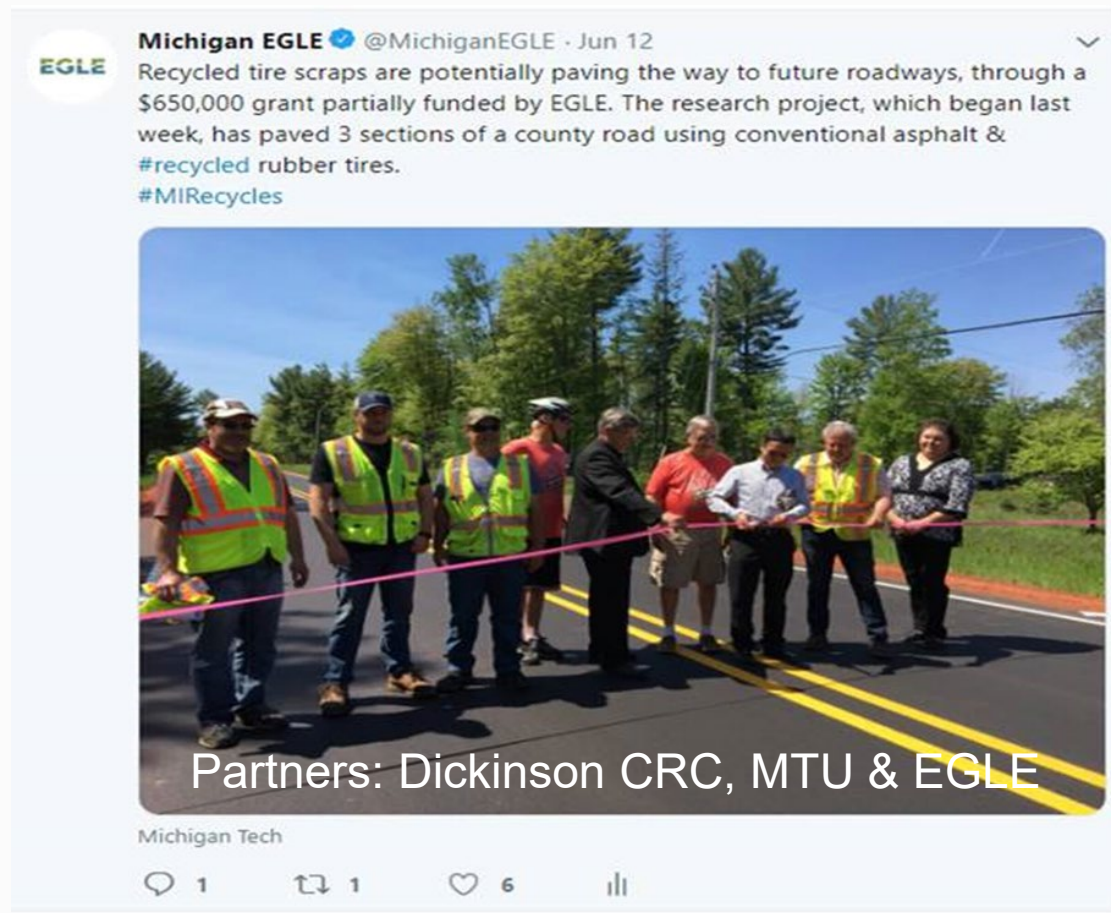 EGLE
Michigan EGLE @MichiganEGLE · Jun 12
Recycled tire scraps are potentially paving the way to future roadways, through a
$650,000 grant partially funded by EGLE. The research project, which began last
week, has paved 3 sections of a county road using conventional asphalt &
#recycled rubber tires.
#MIRecycles
Partners: Dickinson CRC, MTU & EGLE
Michigan Tech
1 1 6